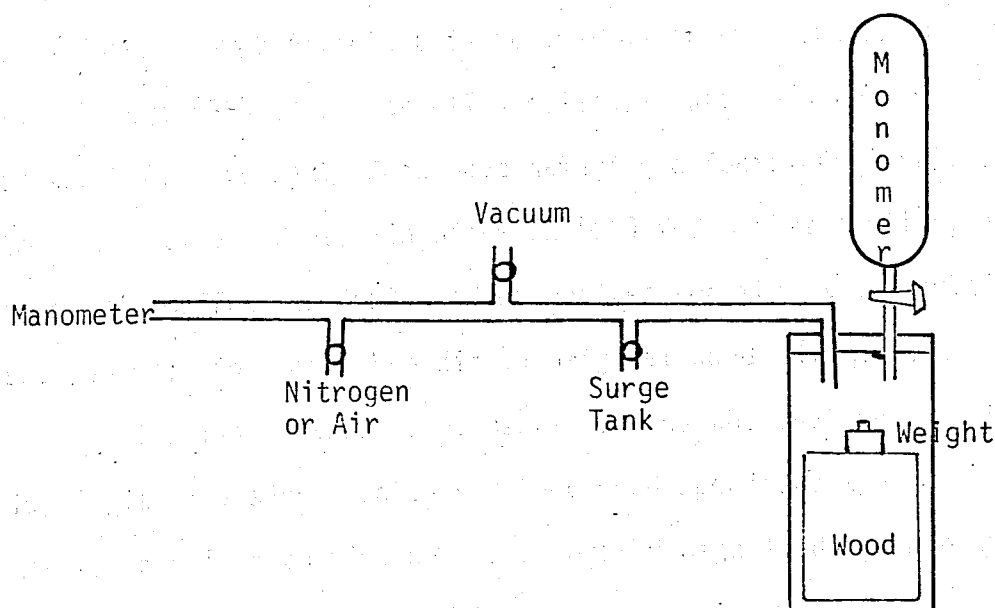 Monomer
Vacuum
Manometer
Nitrogen
or Air
Surge
Tank
Weight
Wood